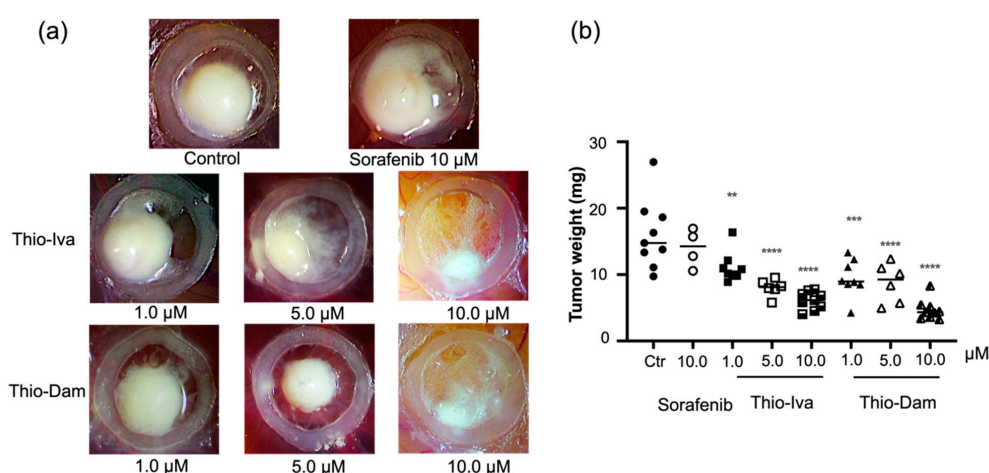 (a)
Control
Sorafenib 10 µM
Thio-Iva
1.0 µM
5.0 µM
10.0 µM
Thio-Dam
1.0 µM
5.0 µM
10.0 µM
(b)
Tumor weight (mg)
30
20
10
0
**
****
****
***
****
****
Ctr 10.0 1.0 5.0 10.0 1.0 5.0 10.0 µM
Sorafenib Thio-Iva Thio-Dam